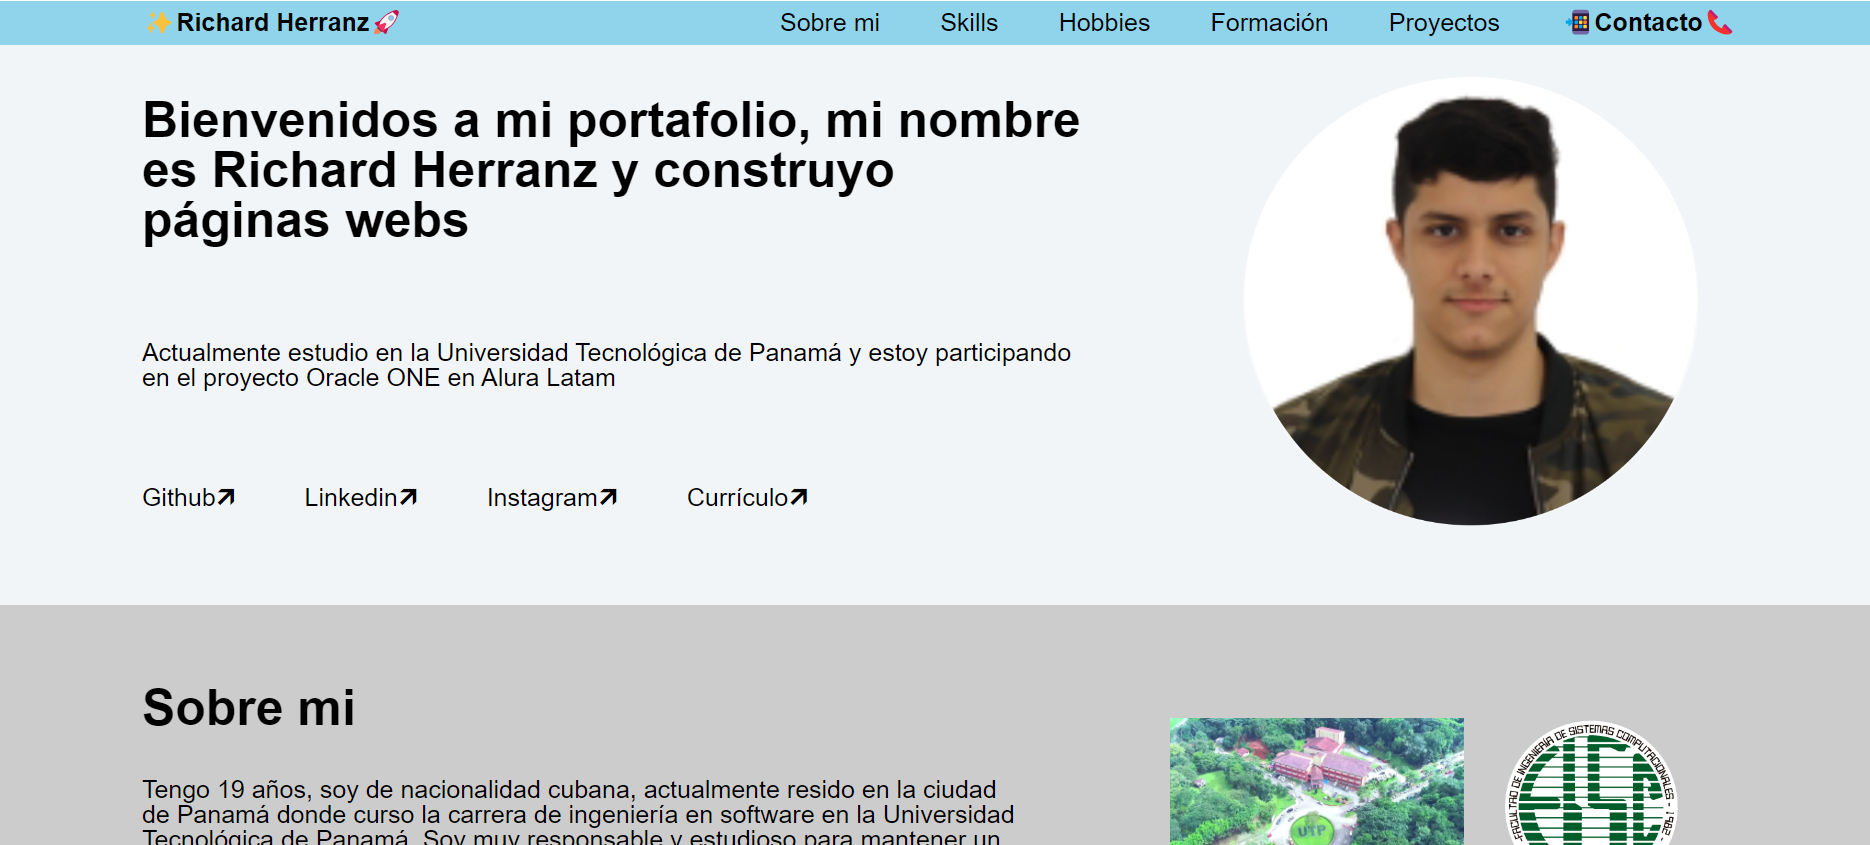 ✨Richard Herranz🚀 Sobre mi Skills Hobbies Formación Proyectos 📲Contacto📞
Bienvenidos a mi portafolio, mi nombre
es Richard Herranz y construyo
páginas webs
Actualmente estudio en la Universidad Tecnológica de Panamá y estoy participando
en el proyecto Oracle ONE en Alura Latam
Github Linkedin Instagram Currículo
Sobre mi
Tengo 19 años, soy de nacionalidad cubana, actualmente resido en la ciudad
de Panamá donde curso la carrera de ingeniería en software en la Universidad
Tecnológica de Panamá. Soy muy responsable y estudioso para mantener un
UTP
FACULTAD DE INGENIERÍA DE SISTEMAS COMPUTACIONALES - 1982 -